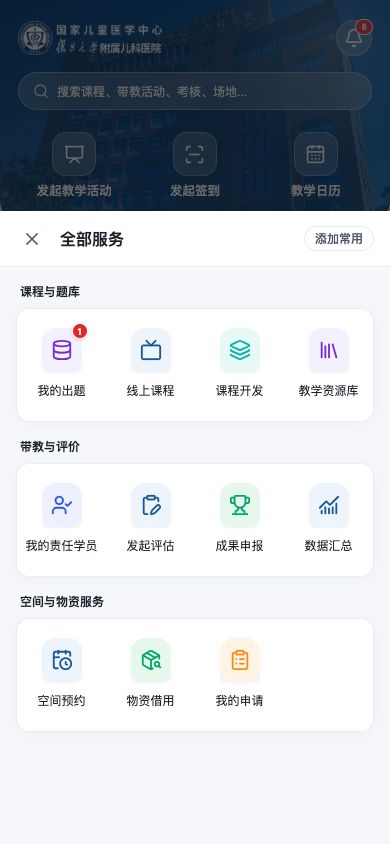 国家儿童医学中心
復旦大学附属儿科医院
6
搜索课程、带教活动、考核、场地...
发起教学活动
发起签到
教学日历
全部服务
添加常用
课程与题库
1
我的出题
线上课程
课程开发
教学资源库
带教与评价
我的责任学员
发起评估
成果申报
数据汇总
空间与物资服务
空间预约
物资借用
我的申请